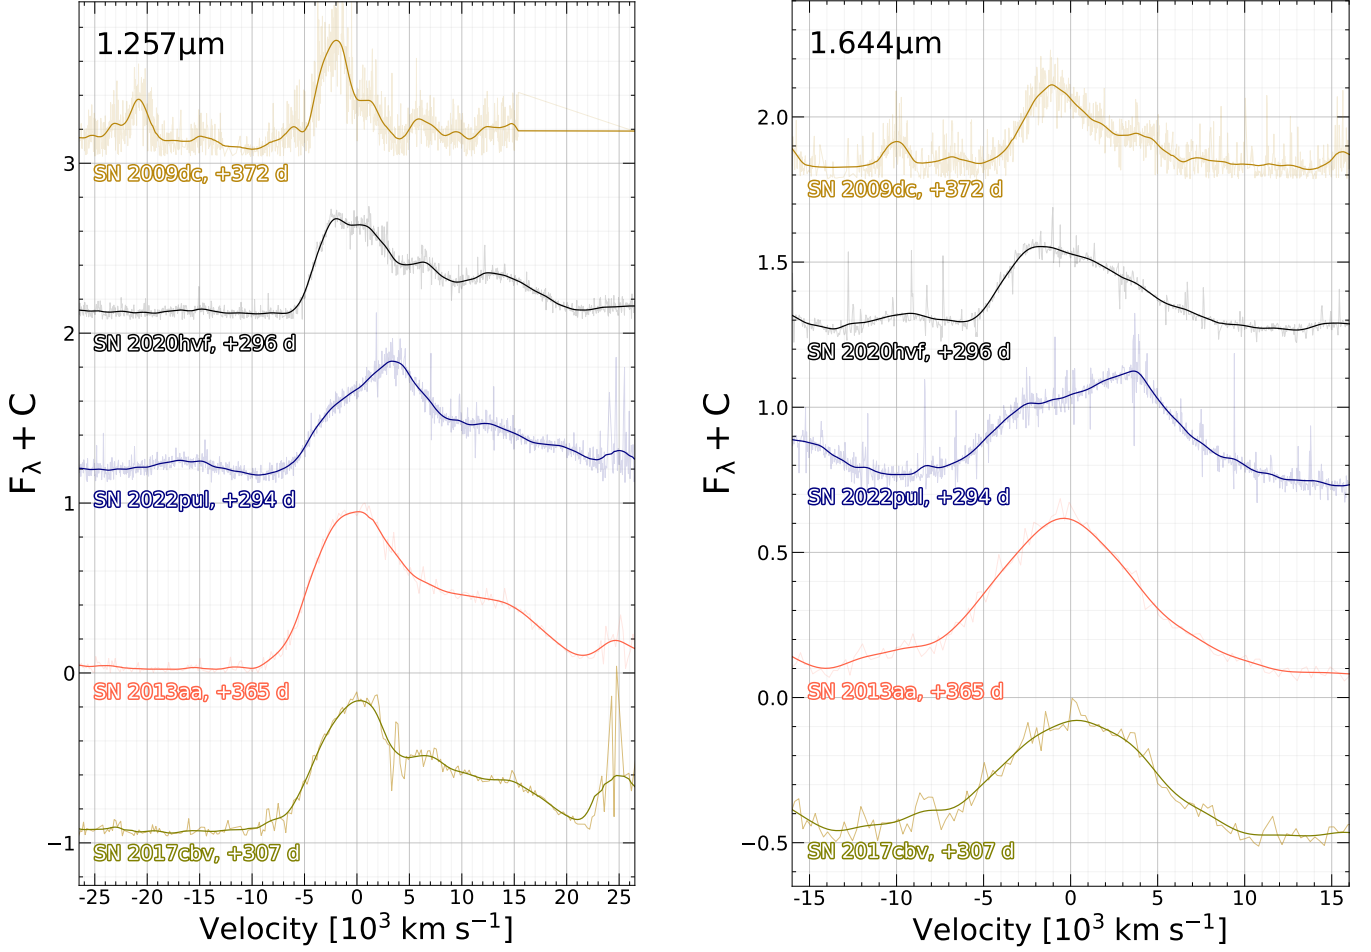 1.257μm
SN 2009dc, +372 d
SN 2020hvf, +296 d
SN 2022pul, +294 d
SN 2013aa, +365 d
SN 2017cbv, +307 d
3
2
1
0
−1
F_λ + C
-25 -20 -15 -10 -5 0 5 10 15 20 25
Velocity [10³ km s⁻¹]
1.644μm
SN 2009dc, +372 d
SN 2020hvf, +296 d
SN 2022pul, +294 d
SN 2013aa, +365 d
SN 2017cbv, +307 d
2.0
1.5
1.0
0.5
0.0
−0.5
F_λ + C
-15 -10 -5 0 5 10 15
Velocity [10³ km s⁻¹]